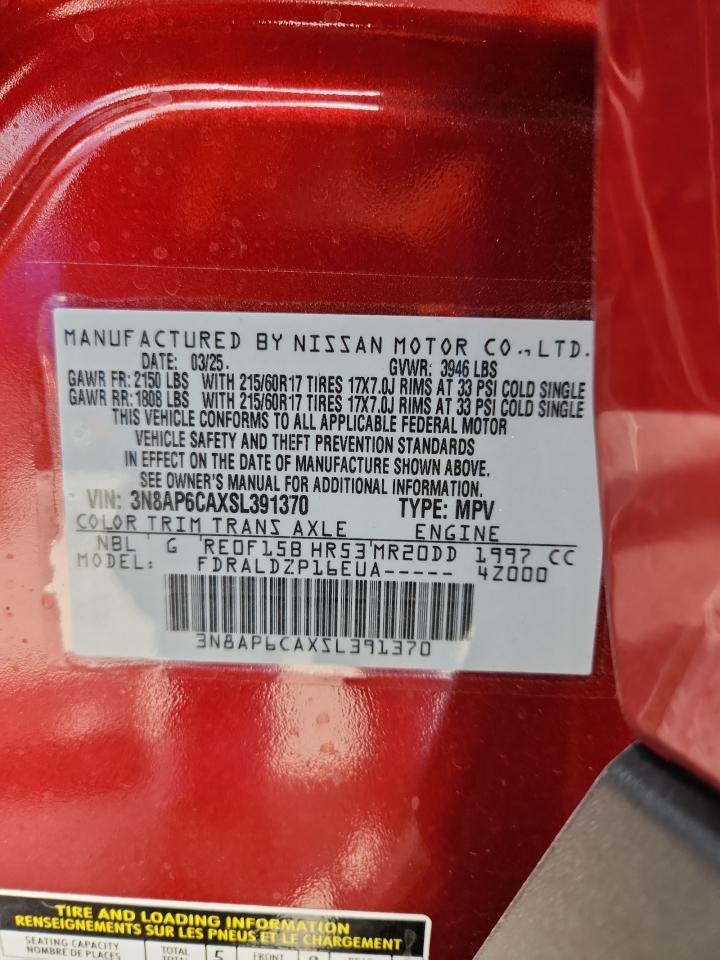 MANUFACTURED BY NISSAN MOTOR CO., LTD.
DATE: 03/25. GVWR: 3946 LBS
GAWR FR: 2150 LBS WITH 215/60R17 TIRES 17X7.0J RIMS AT 33 PSI COLD SINGLE
GAWR RR: 1808 LBS WITH 215/60R17 TIRES 17X7.0J RIMS AT 33 PSI COLD SINGLE
THIS VEHICLE CONFORMS TO ALL APPLICABLE FEDERAL MOTOR
VEHICLE SAFETY AND THEFT PREVENTION STANDARDS
IN EFFECT ON THE DATE OF MANUFACTURE SHOWN ABOVE.
SEE OWNER'S MANUAL FOR ADDITIONAL INFORMATION.
VIN: 3N8AP6CAXSL391370 TYPE: MPV
COLOR TRIM TRANS AXLE ENGINE
NBL G RE0F15B HR53 MR20DD 1997 CC
MODEL: FDRALDZP16EUA----- 4Z000
3N8AP6CAXSL391370
TIRE AND LOADING INFORMATION
RENSEIGNEMENTS SUR LES PNEUS ET LE CHARGEMENT
SEATING CAPACITY TOTAL 5 FRONT
NOMBRE DE PLACES